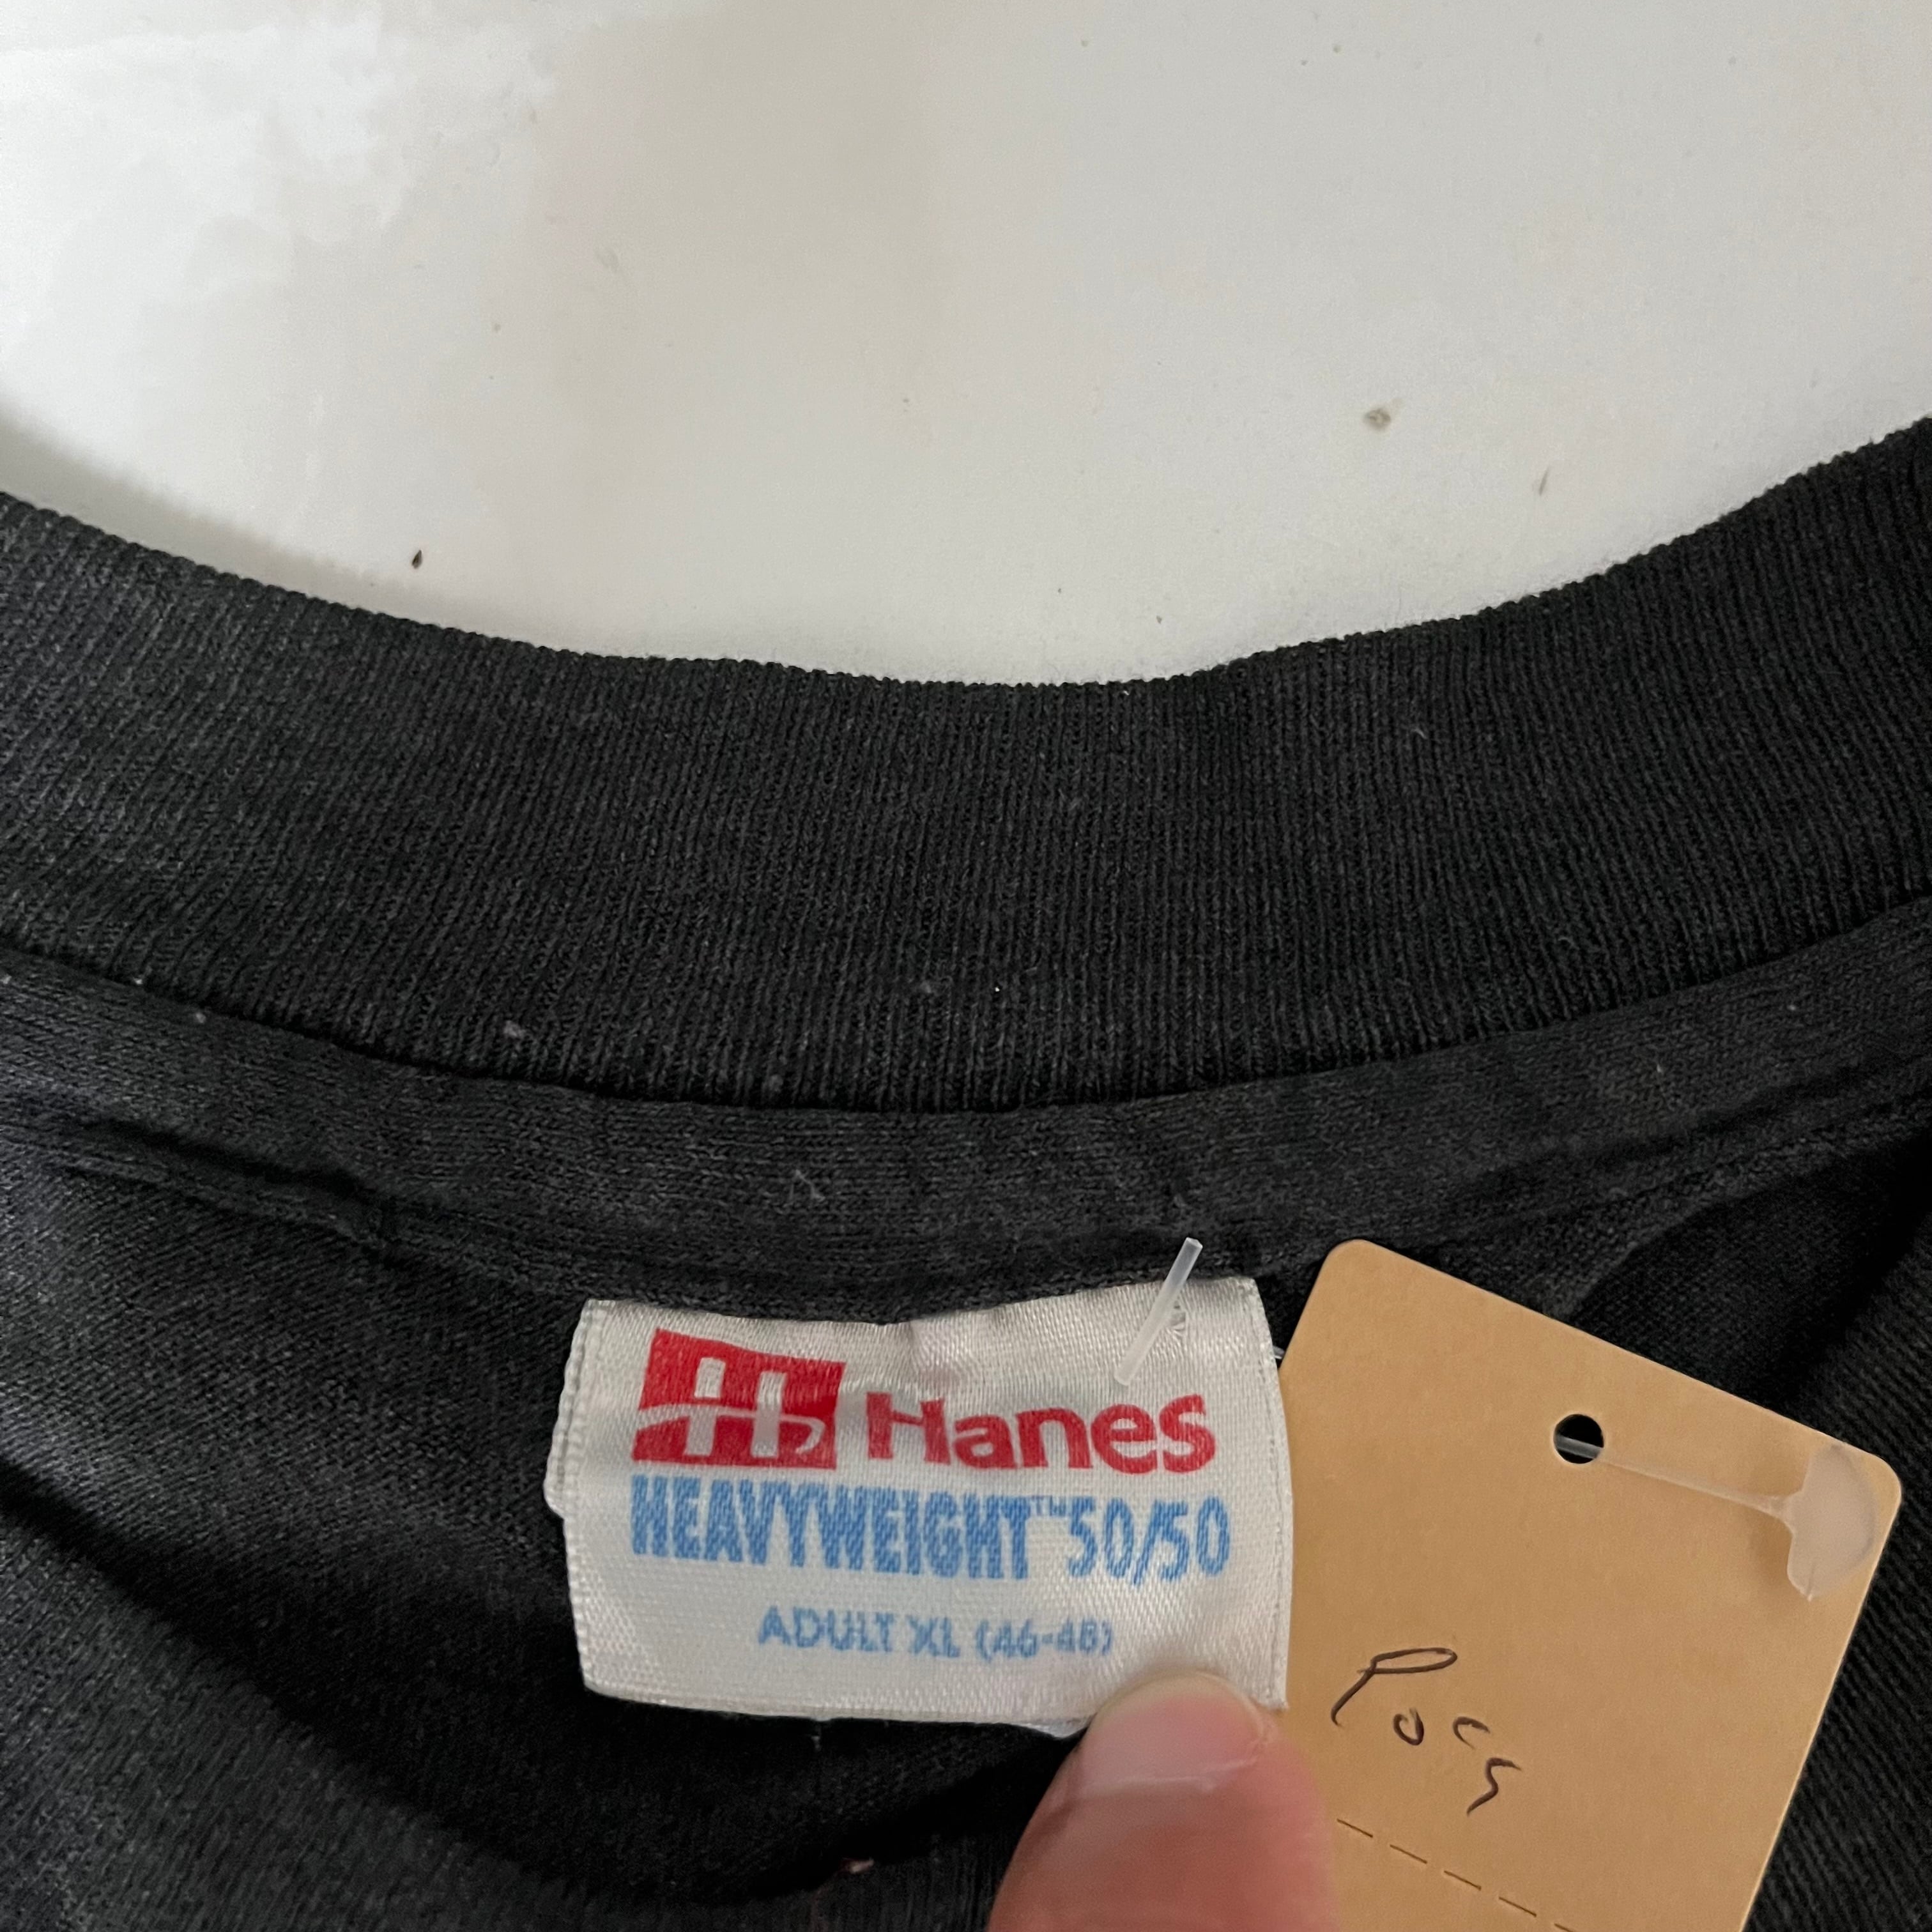 Hanes
HEAVYWEIGHT™ 50/50
ADULT XL (46-48)